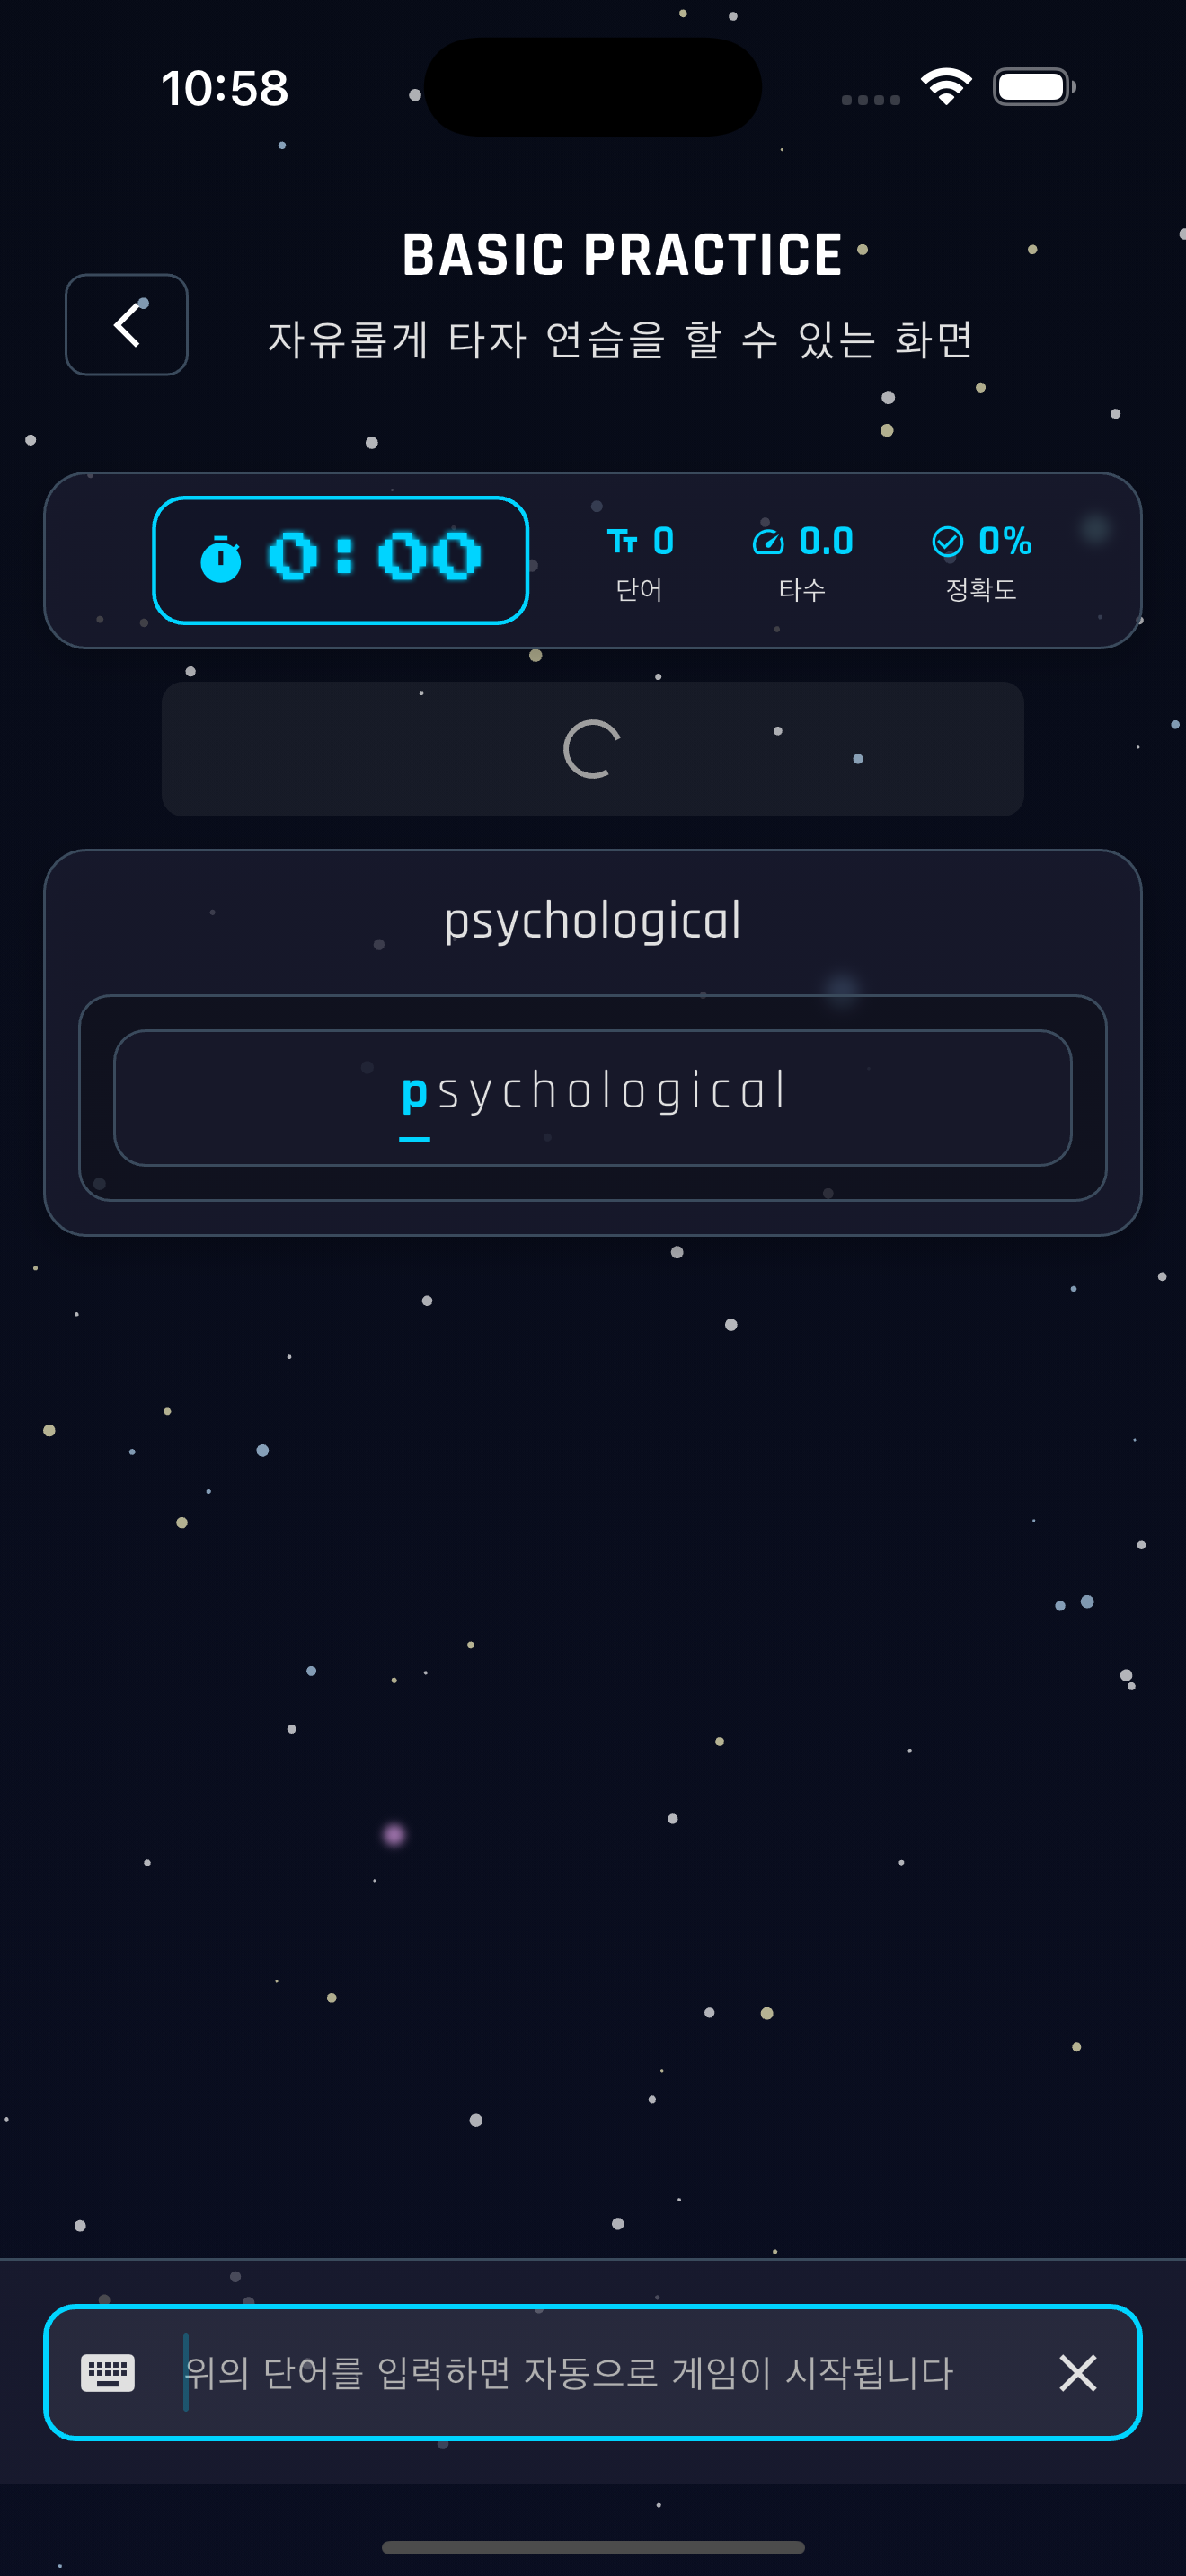 10:58
BASIC PRACTICE
자유롭게 타자 연습을 할 수 있는 화면
0:00
0
0.0
0%
단어
타수
정확도
psychological
psychological
위의 단어를 입력하면 자동으로 게임이 시작됩니다